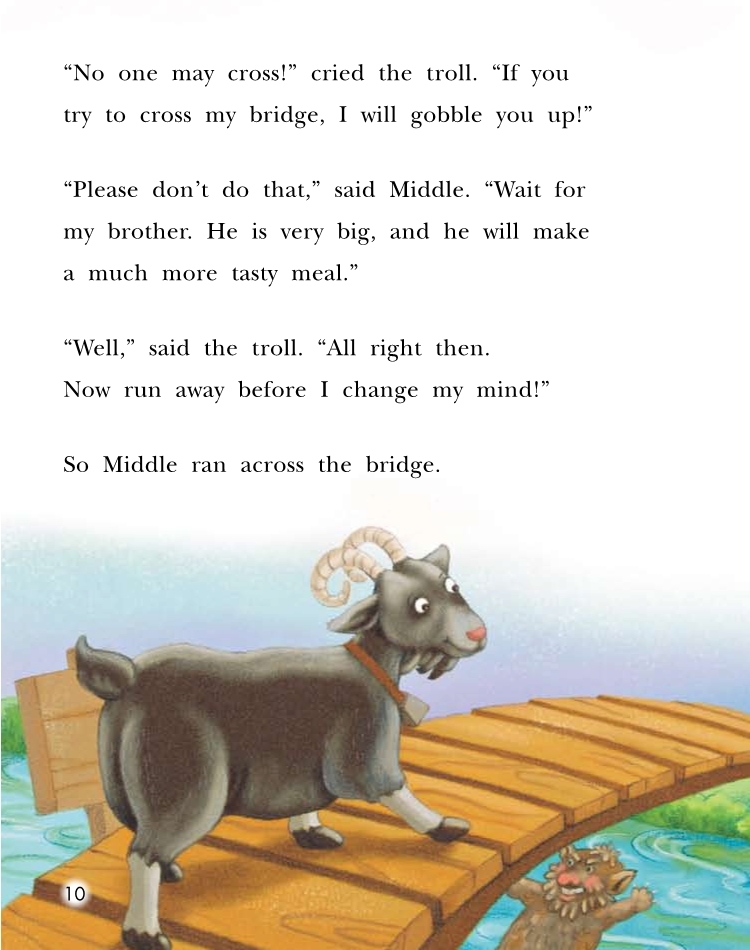 “No one may cross!” cried the troll. “If you
try to cross my bridge, I will gobble you up!”
“Please don’t do that,” said Middle. “Wait for
my brother. He is very big, and he will make
a much more tasty meal.”
“Well,” said the troll. “All right then.
Now run away before I change my mind!”
So Middle ran across the bridge.
10